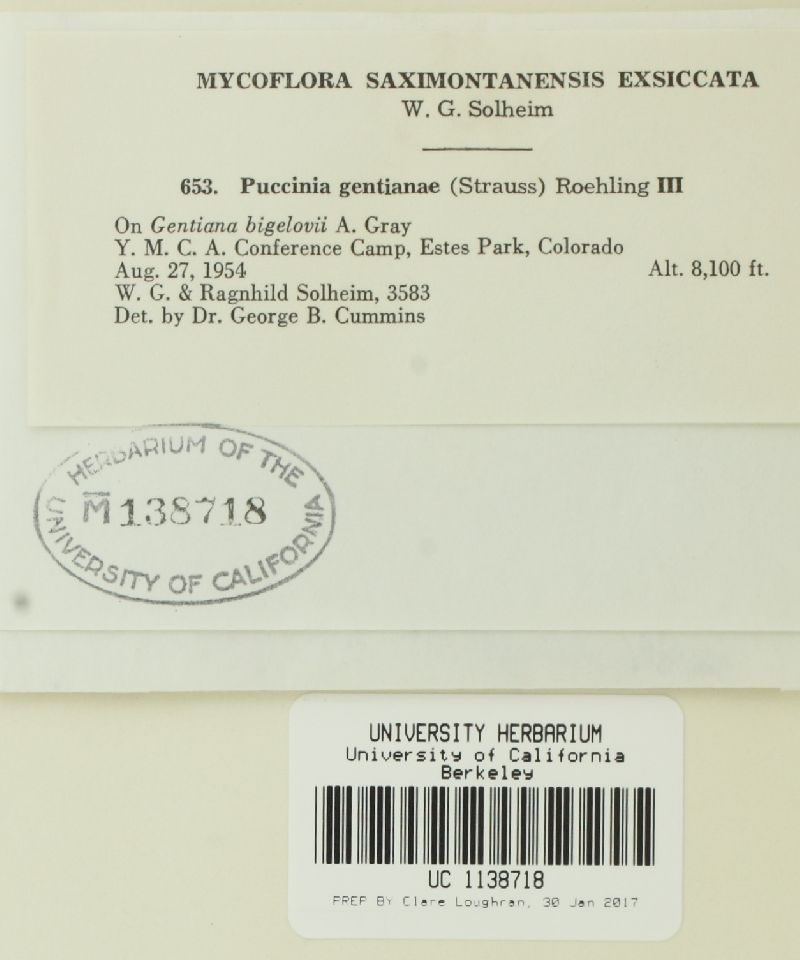 MYCOFLORA SAXIMONTANENSIS EXSICCATA
W. G. Solheim
653. Puccinia gentianae (Strauss) Roehling III
On Gentiana bigelovii A. Gray
Y. M. C. A. Conference Camp, Estes Park, Colorado
Aug. 27, 1954 Alt. 8,100 ft.
W. G. & Ragnhild Solheim, 3583
Det. by Dr. George B. Cummins
HERBARIUM OF THE
M̅ 138718
UNIVERSITY OF CALIFORNIA
UNIVERSITY HERBARIUM
University of California
Berkeley
UC 1138718
PREP BY Clare Loughran, 30 Jan 2017